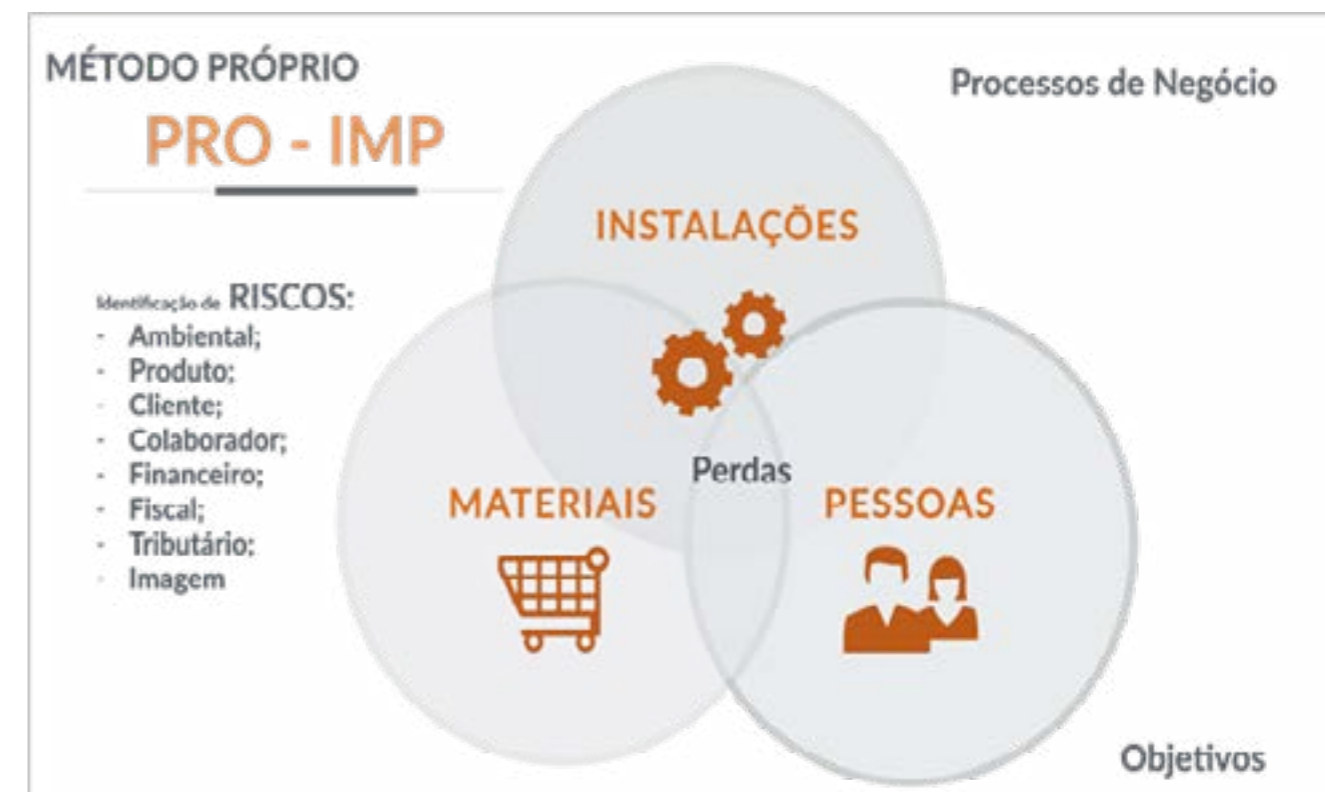 MÉTODO PRÓPRIO
PRO - IMP
Processos de Negócio
INSTALAÇÕES
Identificação de RISCOS:
- Ambiental;
- Produto;
- Cliente;
- Colaborador;
- Financeiro;
- Fiscal;
- Tributário;
- Imagem
Perdas
MATERIAIS
PESSOAS
Objetivos